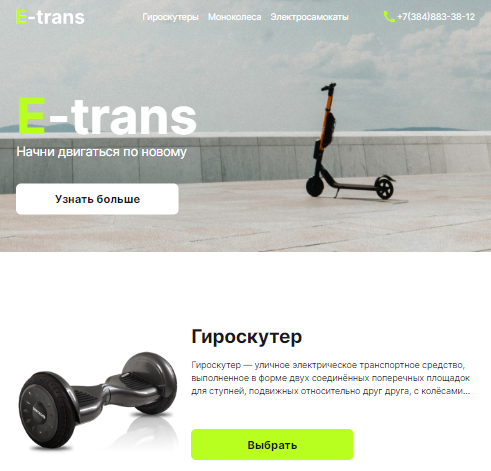 E-trans
Гироскутеры Моноколеса Электросамокаты
+7(384)883-38-12
E-trans
Начни двигаться по новому
Узнать больше
Гироскутер
Гироскутер — уличное электрическое транспортное средство,
выполненное в форме двух соединённых поперечных площадок
для ступней, подвижных относительно друг друга, с колёсами...
Выбрать